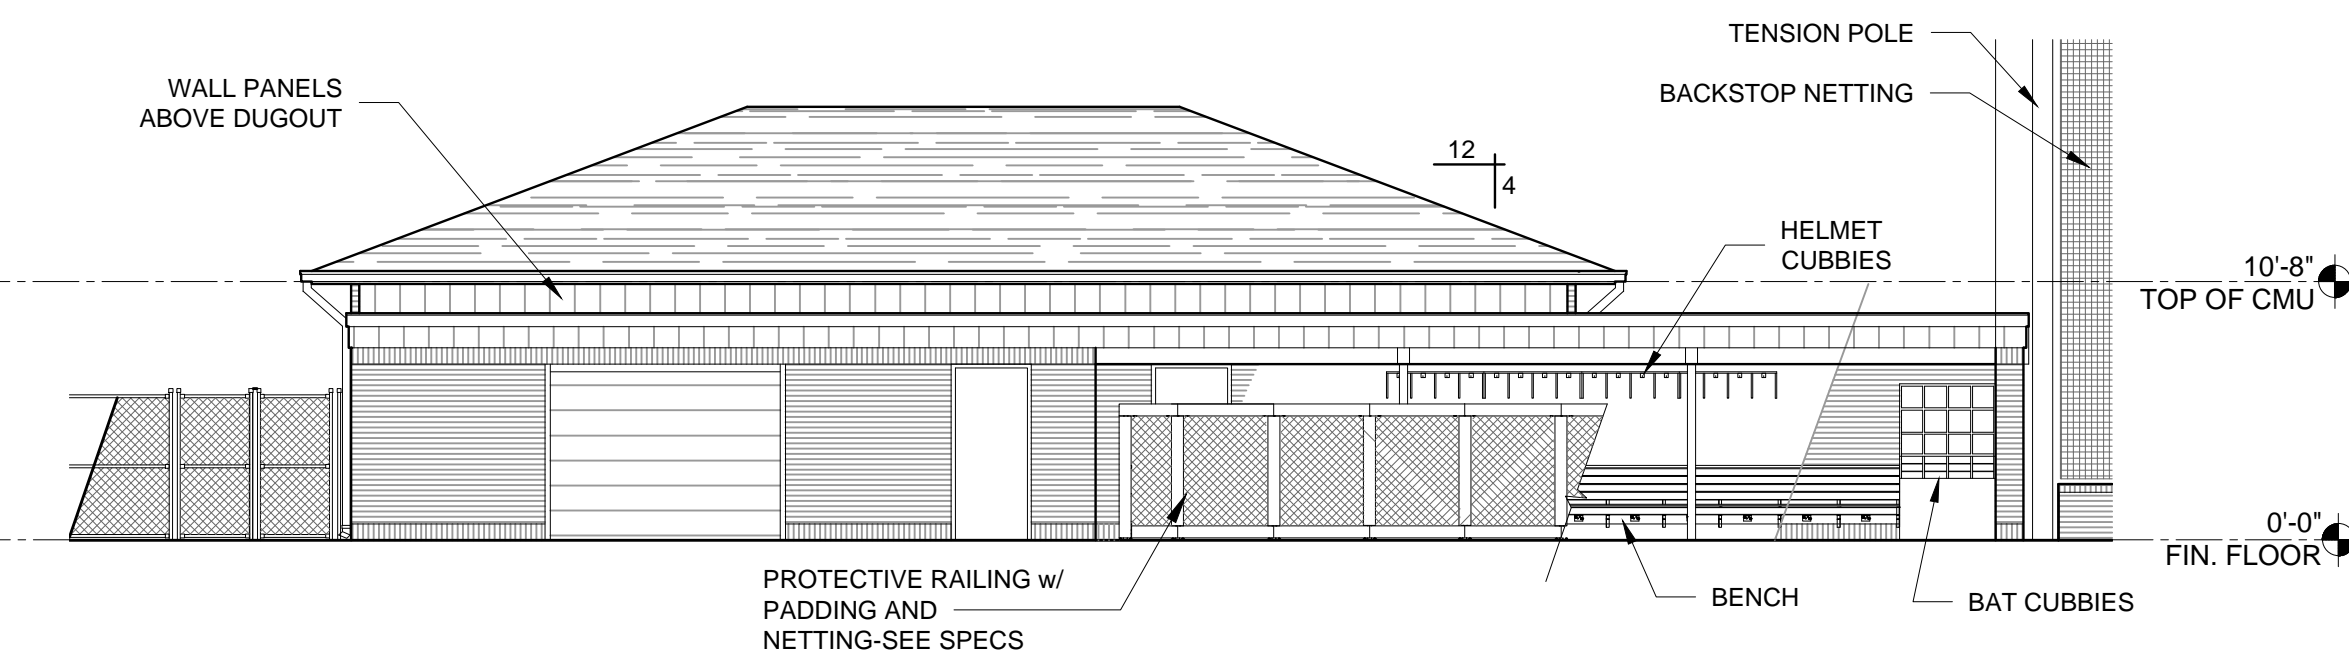 TENSION POLE
WALL PANELS
ABOVE DUGOUT
BACKSTOP NETTING
12
4
HELMET
CUBBIES
10'-8"
TOP OF CMU
0'-0"
FIN. FLOOR
PROTECTIVE RAILING w/
PADDING AND
NETTING-SEE SPECS
BENCH
BAT CUBBIES